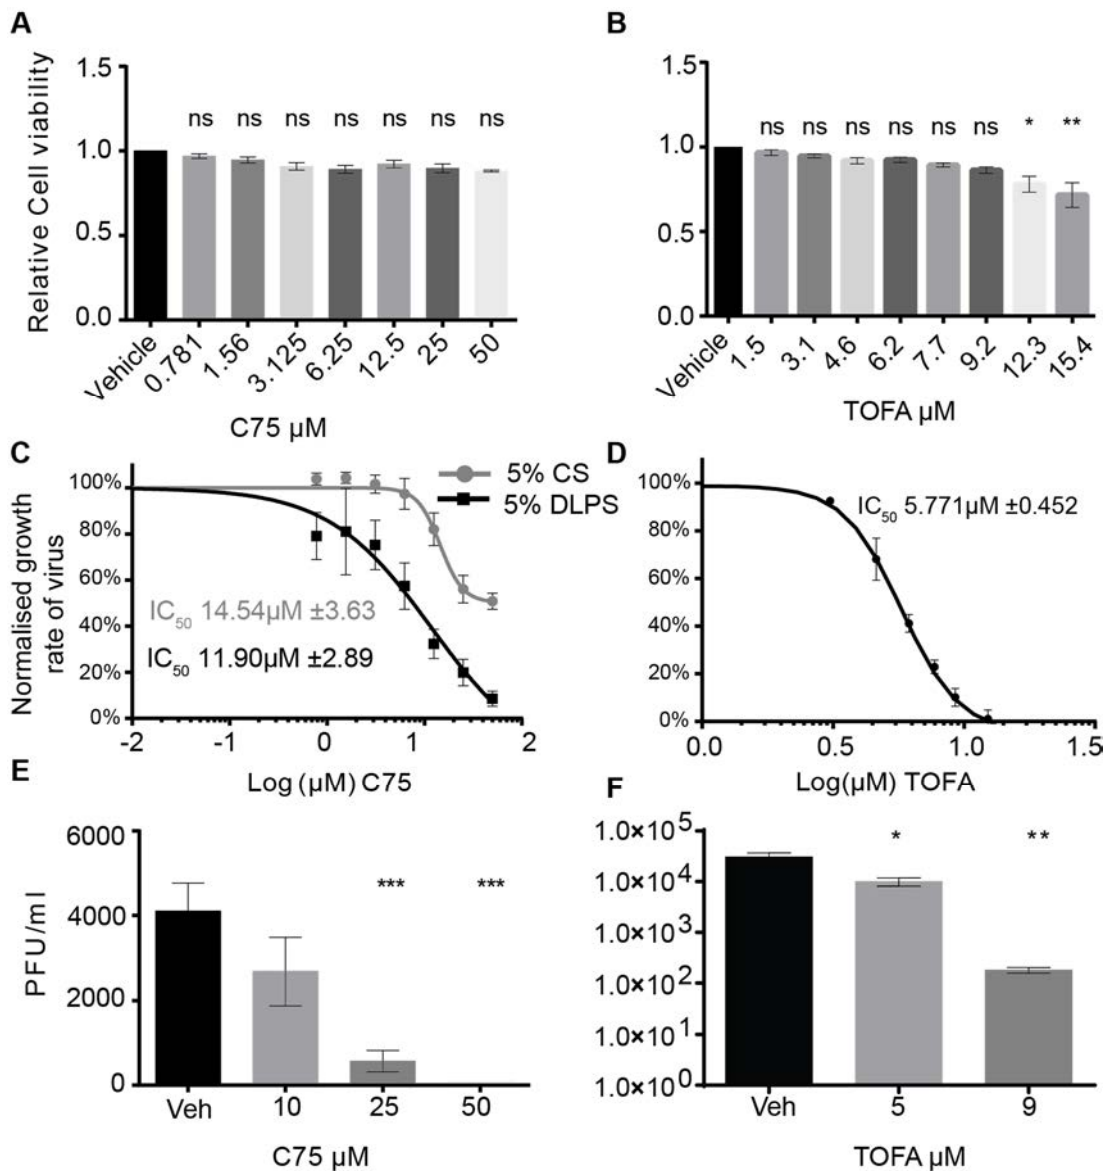 A
Relative Cell viability
1.5
1.0
0.5
0.0
ns ns ns ns ns ns ns
Vehicle 0.781 1.56 3.125 6.25 12.5 25 50
C75 µM
B
1.5
1.0
0.5
0.0
ns ns ns ns ns ns * **
Vehicle 1.5 3.1 4.6 6.2 7.7 9.2 12.3 15.4
TOFA µM
C
Normalised growth
rate of virus
100%
80%
60%
40%
20%
0%
5% CS
5% DLPS
IC50 14.54µM ±3.63
IC50 11.90µM ±2.89
-2 -1 0 1 2
Log (µM) C75
D
100%
80%
60%
40%
20%
0%
IC50 5.771µM ±0.452
0.0 0.5 1.0 1.5
Log(µM) TOFA
E
PFU/ml
6000
4000
2000
0
*** ***
Veh 10 25 50
C75 µM
F
1.0×10^5
1.0×10^4
1.0×10^3
1.0×10^2
1.0×10^1
1.0×10^0
* **
Veh 5 9
TOFA µM